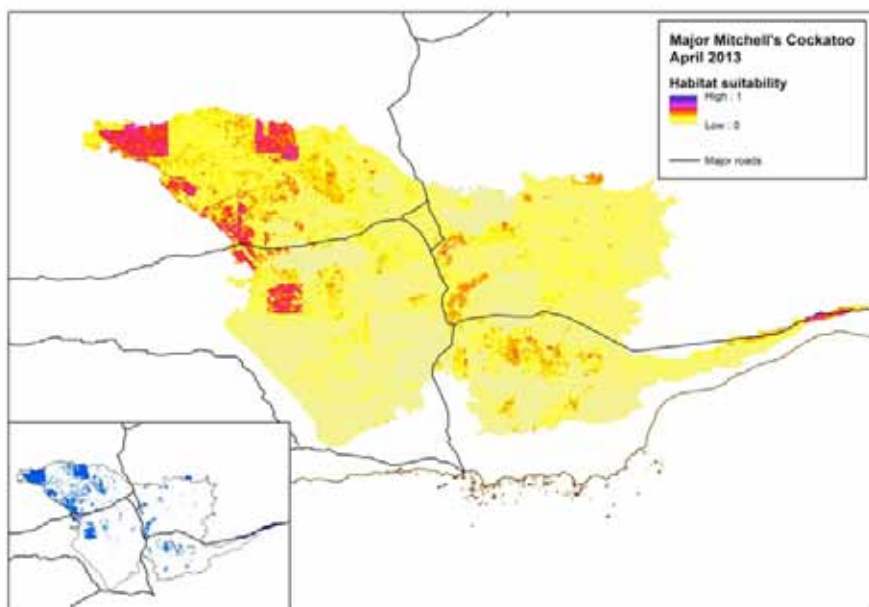 Major Mitchell's Cockatoo
April 2013
Habitat suitability
High : 1
Low : 0
Major roads